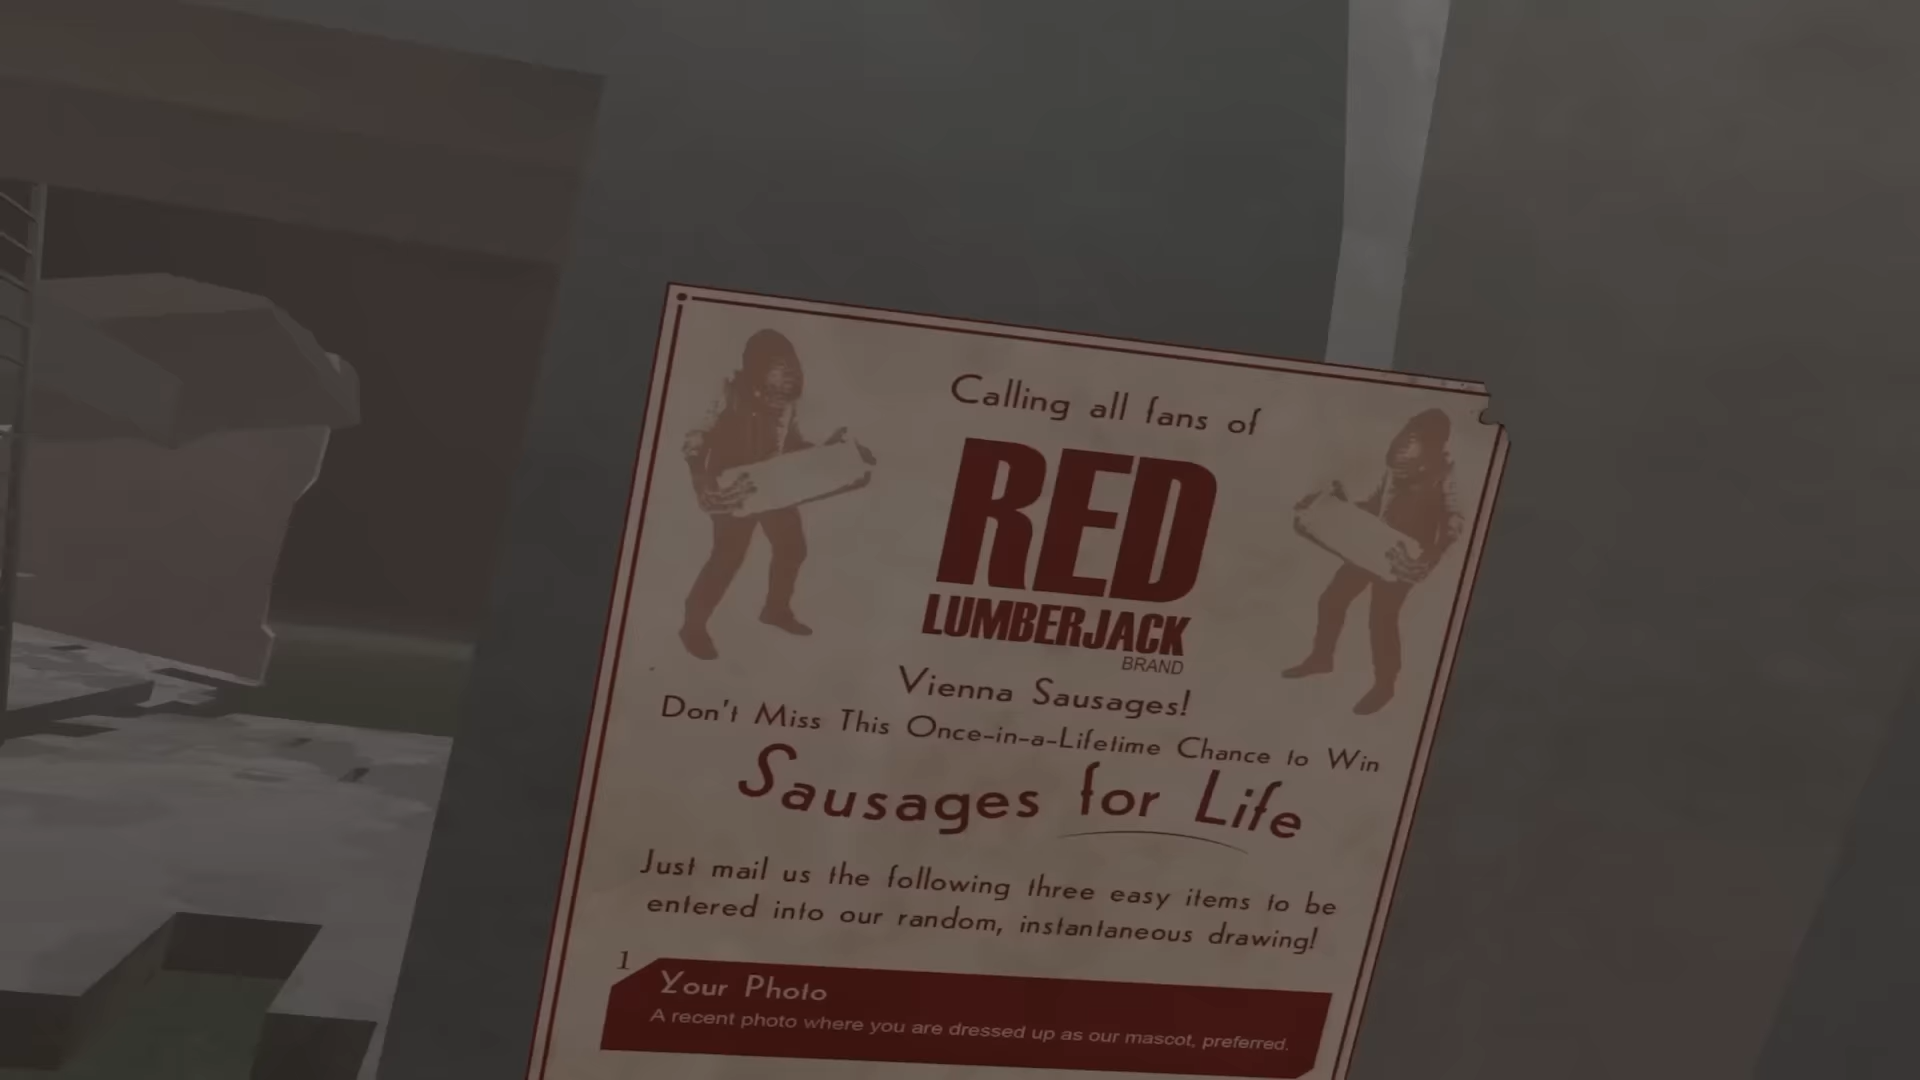 Calling all fans of
RED
LUMBERJACK
BRAND
Vienna Sausages!
Don't Miss This Once-in-a-Lifetime Chance to Win
Sausages for Life
Just mail us the following three easy items to be
entered into our random, instantaneous drawing!
1
Your Photo
A recent photo where you are dressed up as our mascot, preferred.